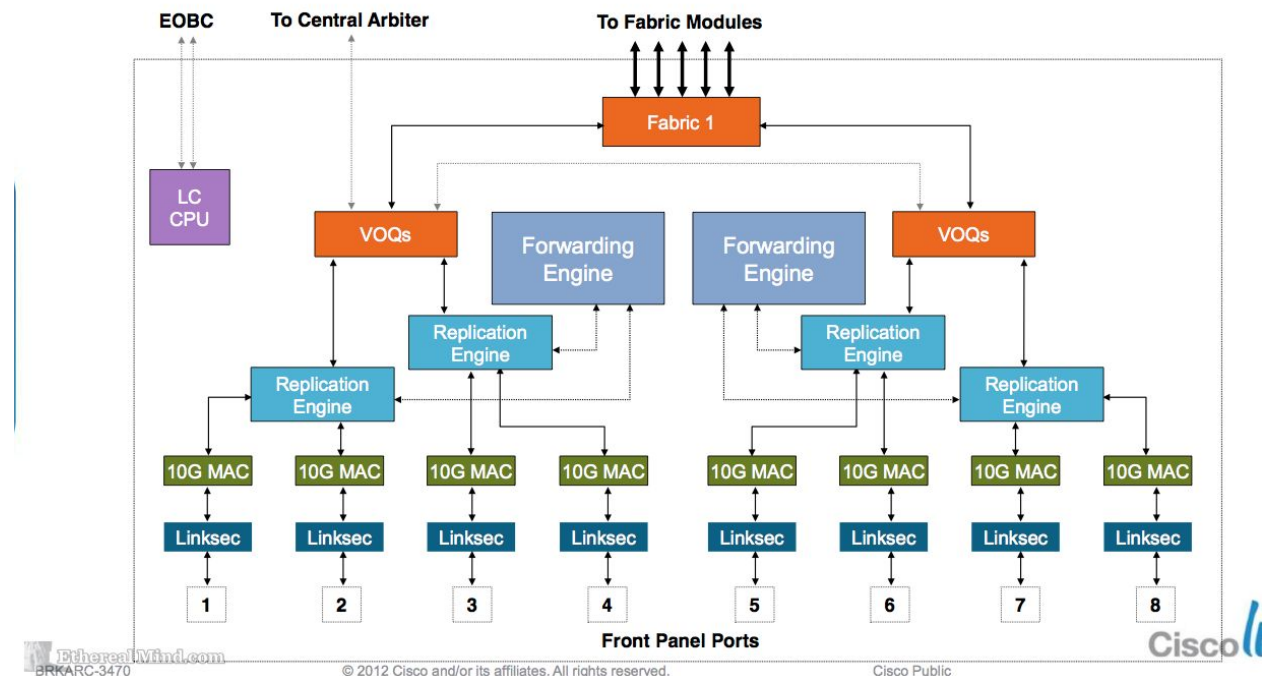 EOBC
To Central Arbiter
To Fabric Modules
Fabric 1
LC
CPU
VOQs
Forwarding
Engine
Forwarding
Engine
VOQs
Replication
Engine
Replication
Engine
Replication
Engine
Replication
Engine
10G MAC
10G MAC
10G MAC
10G MAC
10G MAC
10G MAC
10G MAC
10G MAC
Linksec
Linksec
Linksec
Linksec
Linksec
Linksec
Linksec
Linksec
1
2
3
4
5
6
7
8
Front Panel Ports
Cisco
EtherealMind.com
BRKARC-3470
© 2012 Cisco and/or its affiliates. All rights reserved.
Cisco Public